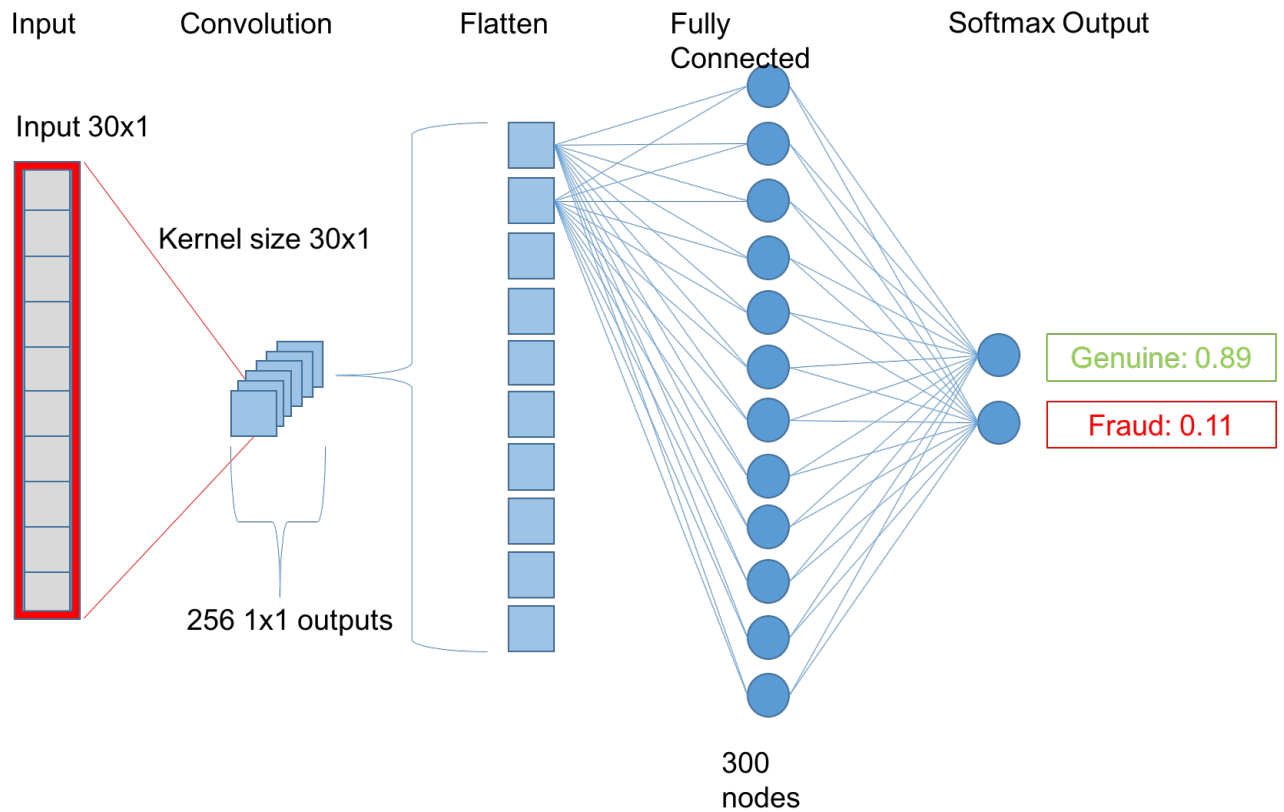 Input
Convolution
Flatten
Fully
Connected
Softmax Output
Input 30x1
Kernel size 30x1
256 1x1 outputs
300
nodes
Genuine: 0.89
Fraud: 0.11